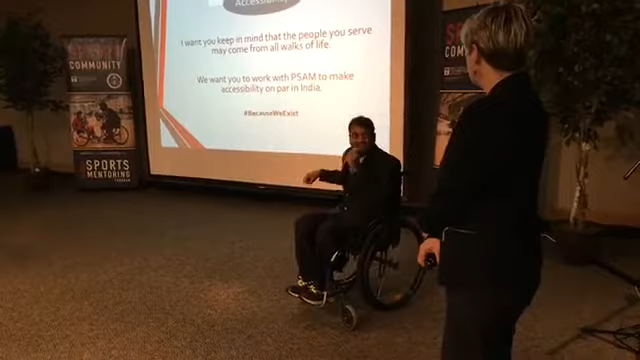 Accessibility
I want you keep in mind that the people you serve
may come from all walks of life.
We want you to work with PSAM to make
accessibility on par in India.
#BecauseWeExist
COMMUNITY
SPORTS
MENTORING